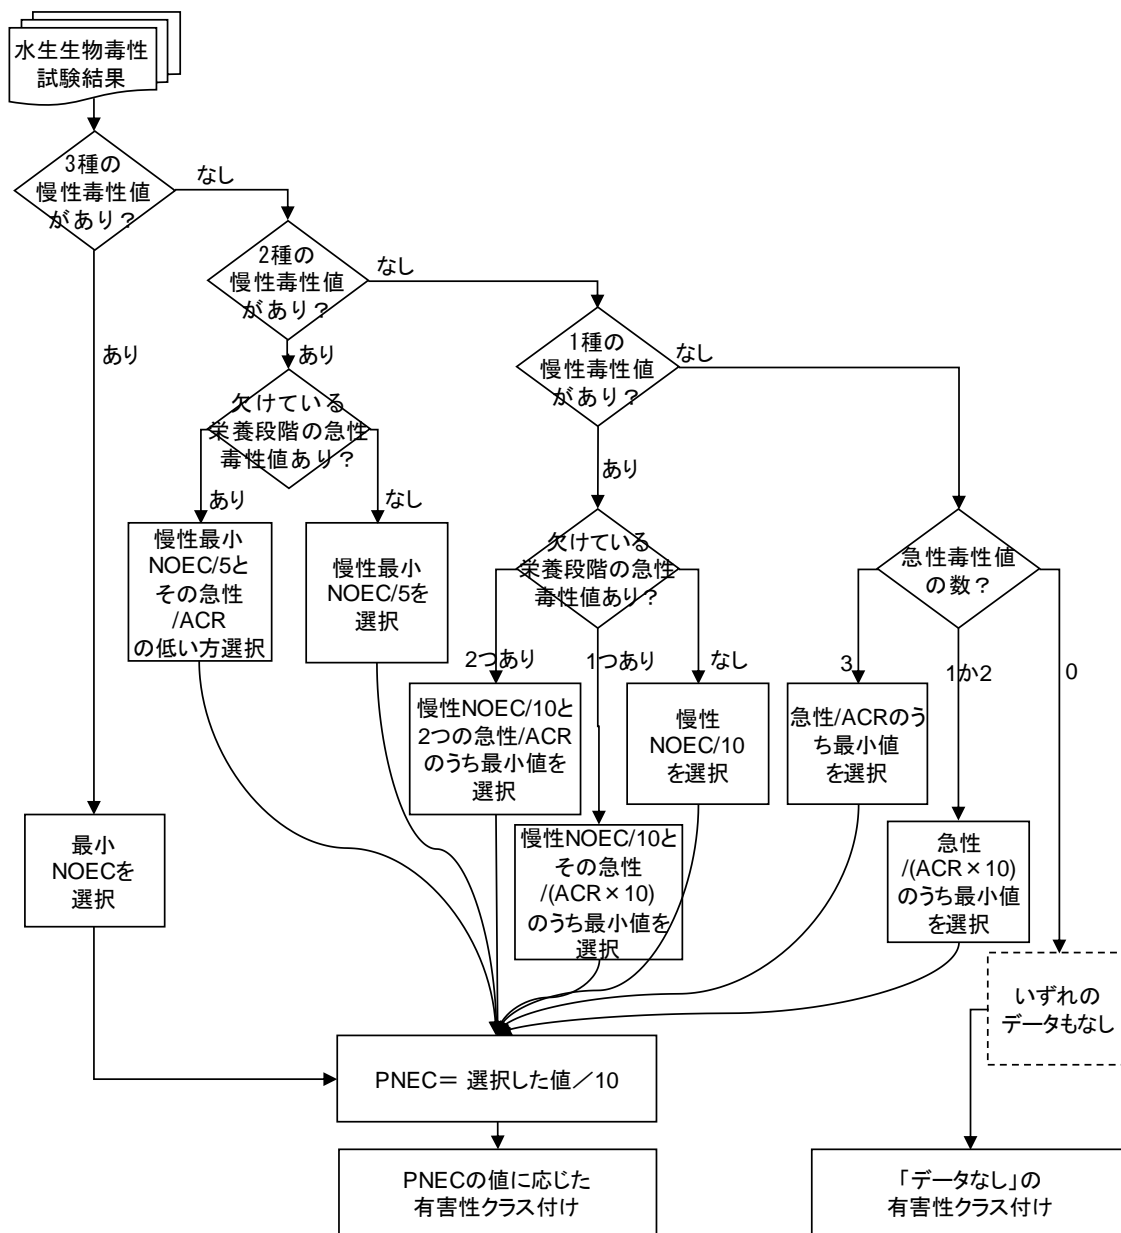 水生生物毒性
試験結果
3種の
慢性毒性値
があり？
なし
あり
2種の
慢性毒性値
があり？
なし
あり
1種の
慢性毒性値
があり？
なし
あり
欠けている
栄養段階の急性
毒性値あり？
あり
なし
慢性最小
NOEC/5と
その急性
/ACR
の低い方選択
慢性最小
NOEC/5を
選択
欠けている
栄養段階の急性
毒性値あり？
2つあり
1つあり
なし
急性毒性値
の数？
3
1か2
0
慢性NOEC/10と
2つの急性/ACR
のうち最小値を
選択
慢性
NOEC/10
を選択
急性/ACRのう
ち最小値
を選択
最小
NOECを
選択
慢性NOEC/10と
その急性
/(ACR×10)
のうち最小値を
選択
急性
/(ACR×10)
のうち最小値
を選択
いずれの
データもなし
PNEC＝ 選択した値／10
PNECの値に応じた
有害性クラス付け
「データなし」の
有害性クラス付け